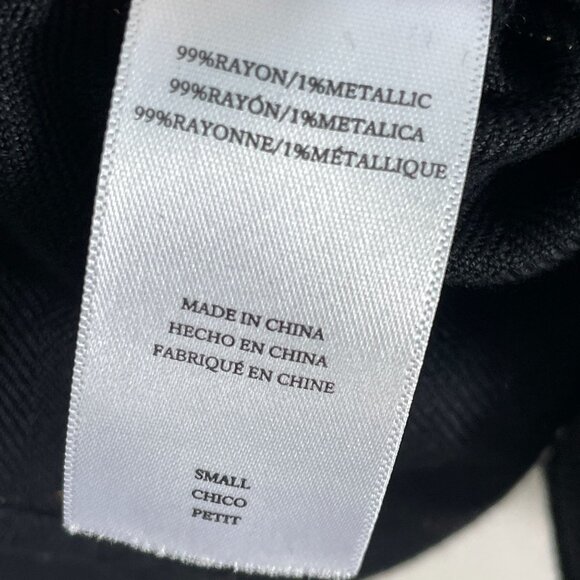 99%RAYON/1%METALLIC
99%RAYÓN/1%METALICA
99%RAYONNE/1%MÉTALLIQUE
MADE IN CHINA
HECHO EN CHINA
FABRIQUÉ EN CHINE
SMALL
CHICO
PETIT